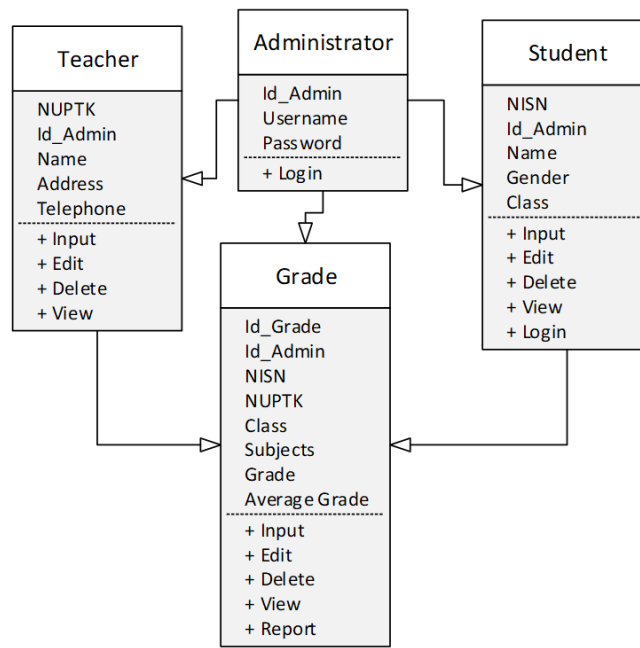 Teacher
NUPTK
Id_Admin
Name
Address
Telephone
+ Input
+ Edit
+ Delete
+ View
Administrator
Id_Admin
Username
Password
+ Login
Student
NISN
Id_Admin
Name
Gender
Class
+ Input
+ Edit
+ Delete
+ View
+ Login
Grade
Id_Grade
Id_Admin
NISN
NUPTK
Class
Subjects
Grade
Average Grade
+ Input
+ Edit
+ Delete
+ View
+ Report